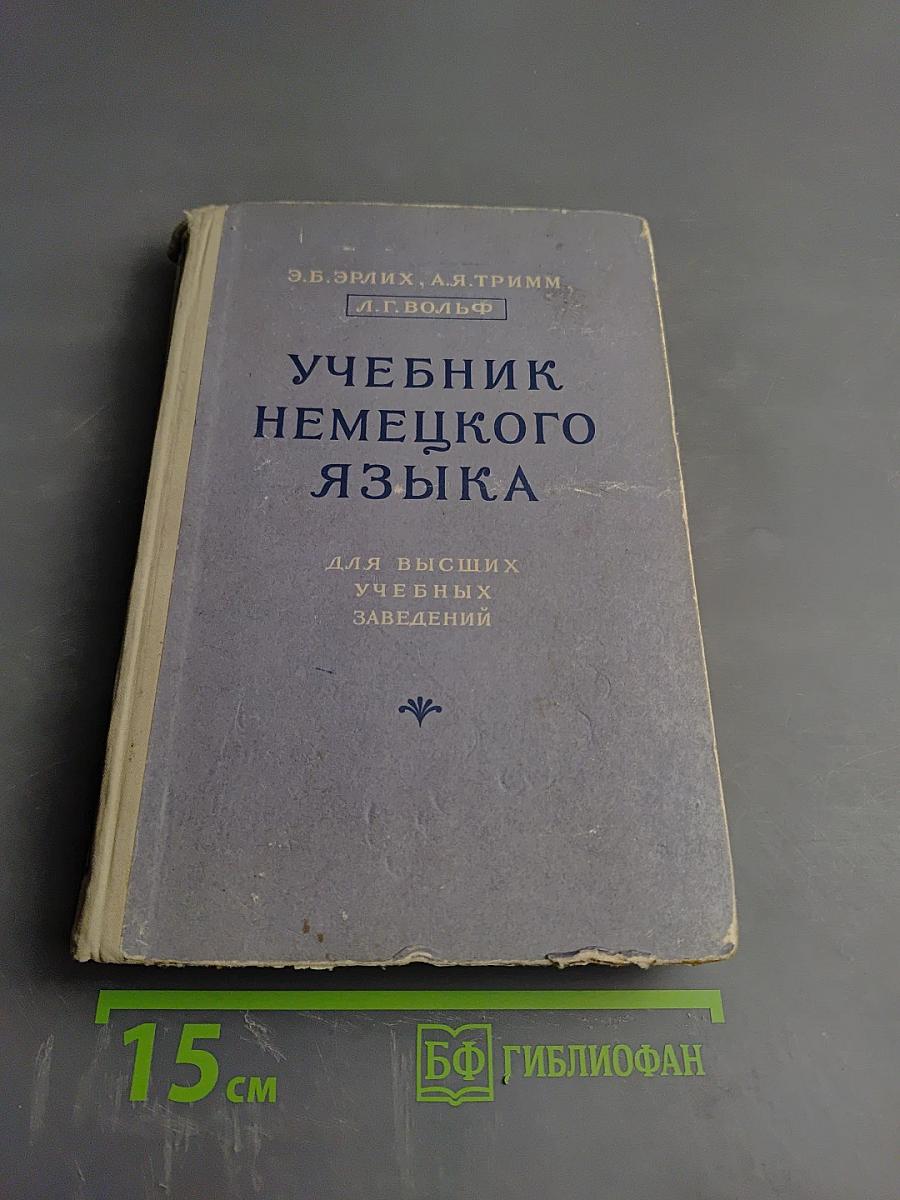 Э.Б.ЭРЛИХ, А.Я.ТРИММ,
Л.Г.ВОЛЬФ
УЧЕБНИК
НЕМЕЦКОГО
ЯЗЫКА
ДЛЯ ВЫСШИХ
УЧЕБНЫХ
ЗАВЕДЕНИЙ
15 см
БФ ГИБЛИОФАН